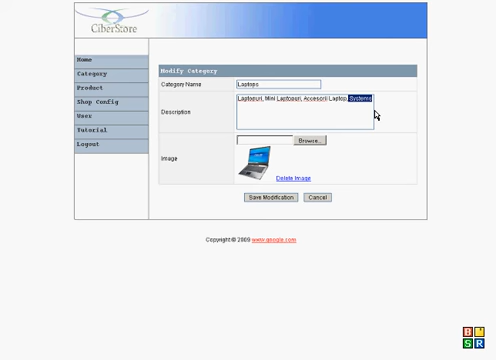 CiberStore
Home
Category
Product
Shop Config
User
Tutorial
Logout
Modify Category
Category Name
Laptops
Description
Laptopuri, Mini Laptopuri, Accesorii Laptop, Systeme
Image
Browse...
Delete Image
Save Modification
Cancel
Copyright © 2009 www.google.com
B
S R